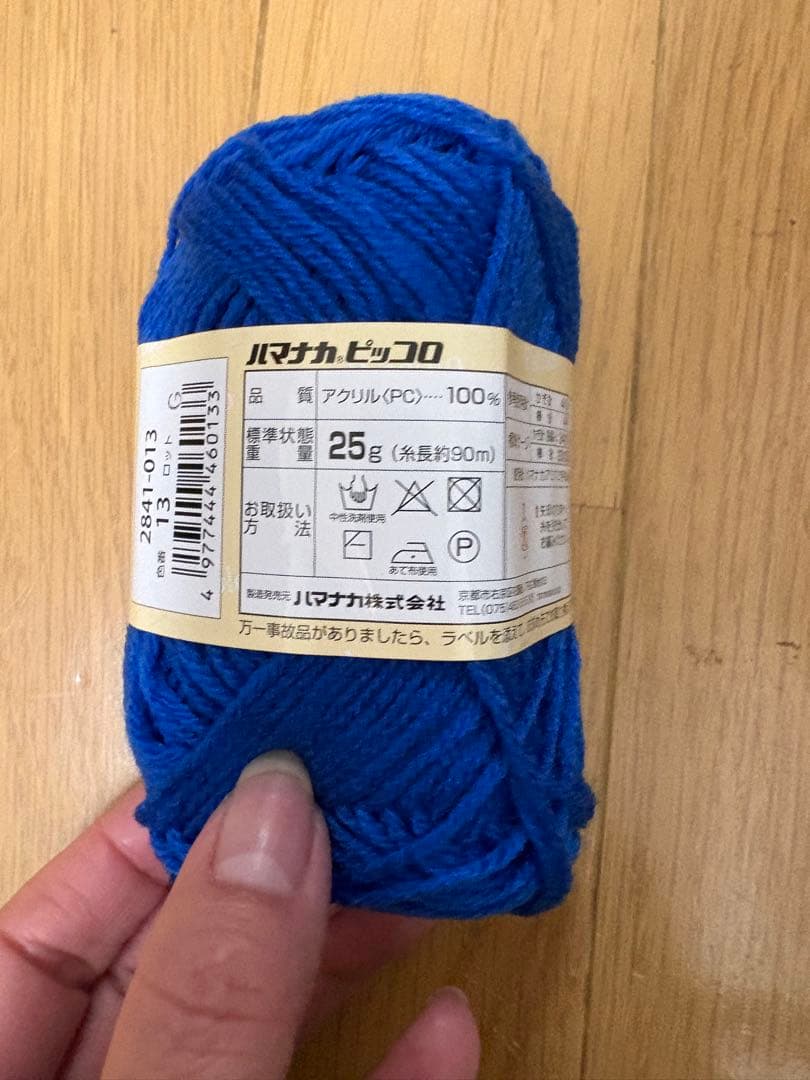 ハマナカ®ピッコロ
品質 アクリル〈PC〉‥‥100%
標準状態重量 25g (糸長約90m)
お取扱い方法
中性洗剤使用
あて布使用
P
製造発売元 ハマナカ株式会社
京都市右京区
TEL(075)
万一事故品がありましたら、ラベルを添えて、
2841-013
色番 13 ロット G
4977444460133